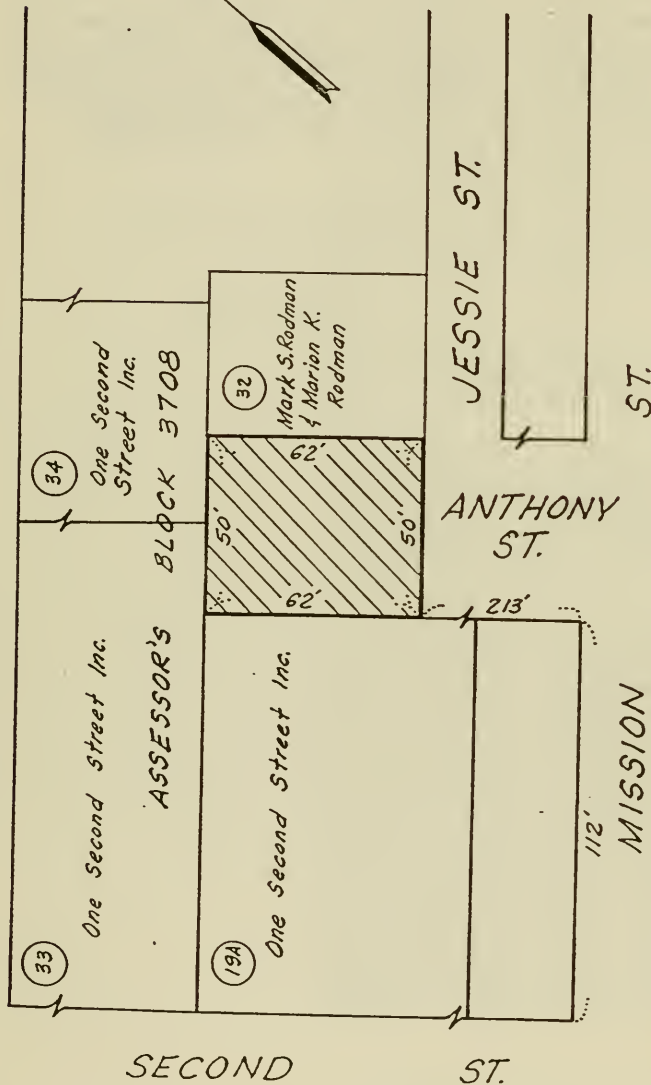 33
One Second Street Inc.
34
One Second
Street Inc.
ASSESSOR'S BLOCK 3708
19A
One Second Street Inc.
32
Mark S. Rodman
& Marion K.
Rodman
62'
50'
50'
62'
JESSIE ST.
ANTHONY
ST.
213'
112'
MISSION ST.
SECOND ST.